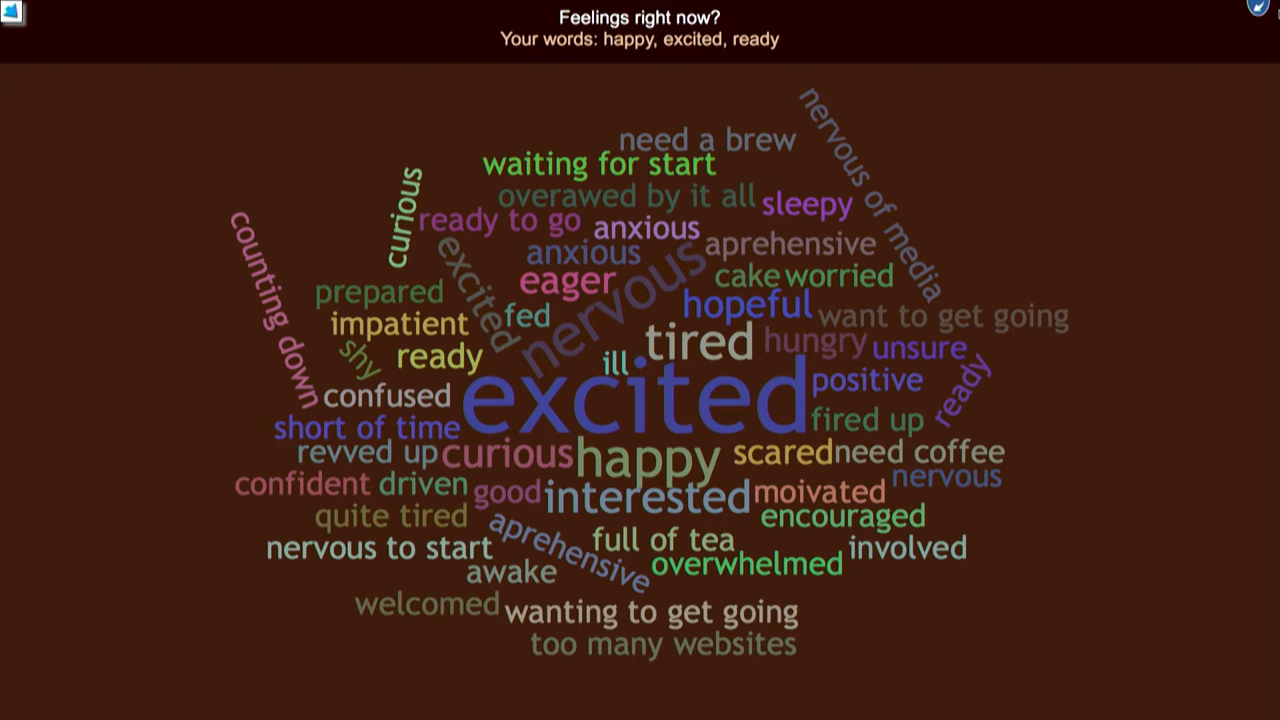 Feelings right now?
Your words: happy, excited, ready
nervous of media
need a brew
waiting for start
curious
overawed by it all
sleepy
ready to go
anxious
counting down
excited
anxious
nervous
aprehensive
eager
cake
worried
prepared
fed
hopeful
want to get going
impatient
shy
ready
ill
tired
hungry
unsure
confused
excited
positive
ready
short of time
fired up
revved up
curious
happy
scared
need coffee
confident
driven
good
interested
moivated
nervous
quite tired
aprehensive
encouraged
nervous to start
full of tea
involved
awake
overwhelmed
welcomed
wanting to get going
too many websites